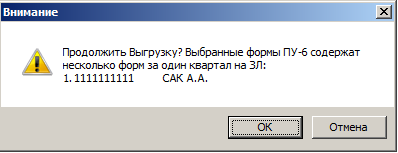 Внимание
Продолжить Выгрузку? Выбранные формы ПУ-6 содержат
несколько форм за один квартал на ЗЛ:
1. 1111111111 САК А.А.
OK
Отмена